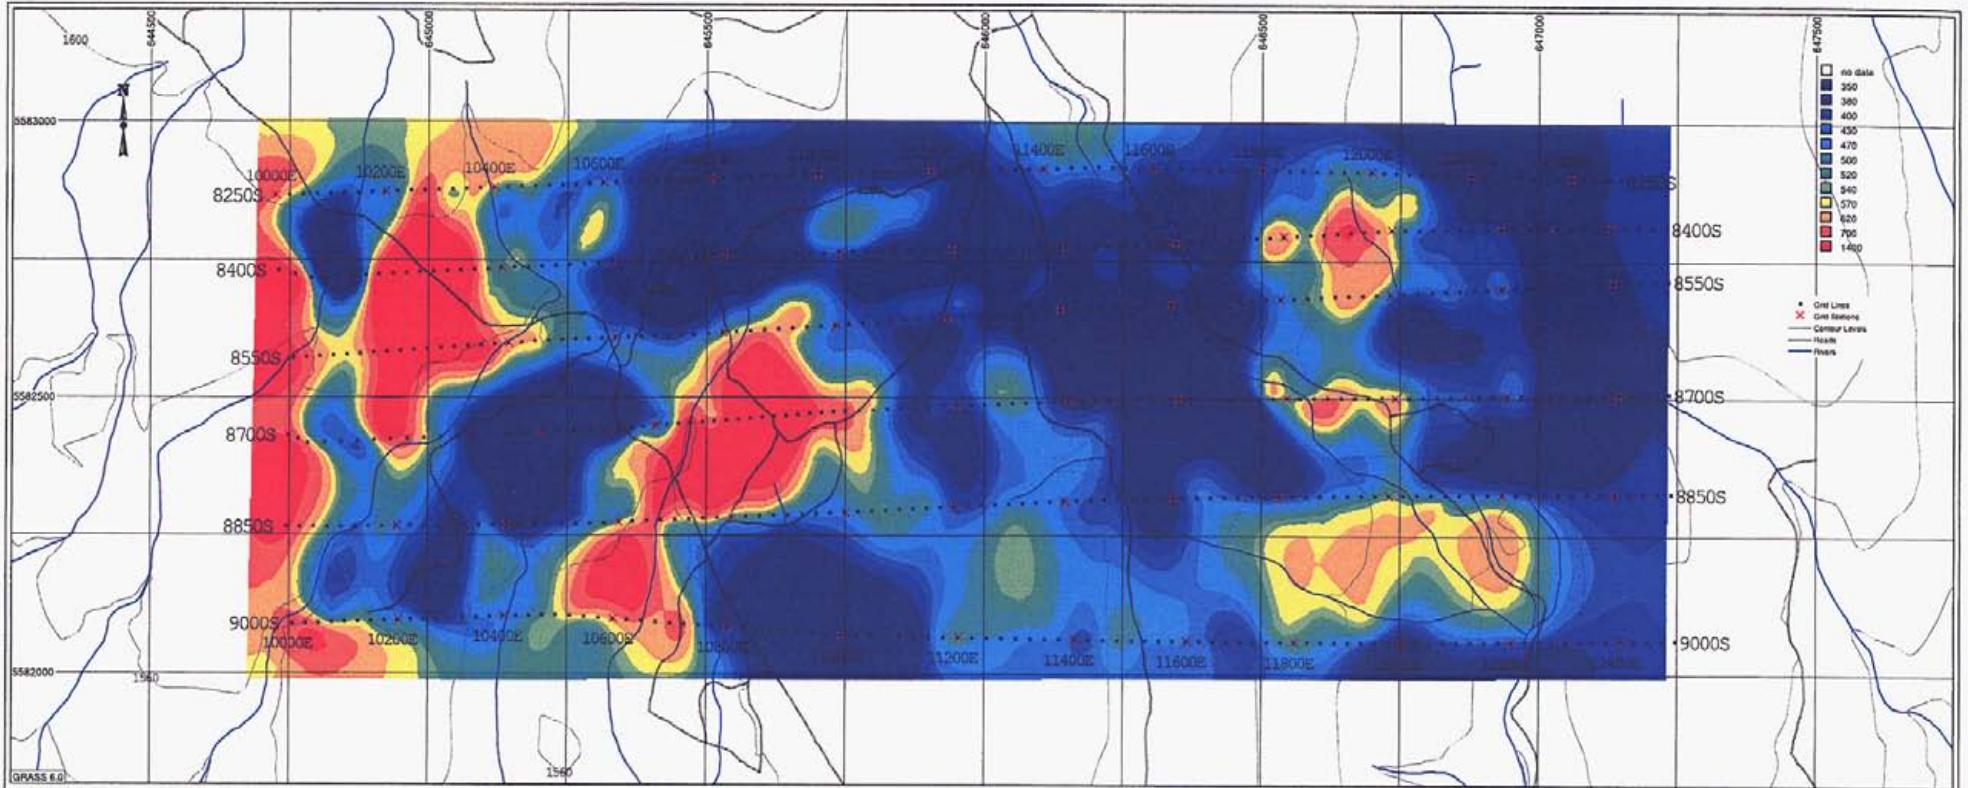 644500
645000
645500
646000
646500
647000
647500
1600
N
no data
350
380
400
430
470
500
520
540
570
620
700
1400
5583000
11400E
11600E
10600E
12000E
10400E
10200E
10000E
8250S
8250S
8400S
8400S
8550S
Grid Lines
Grid Stations
Contour Levels
Roads
Rivers
8550S
5582500
8700S
8700S
8850S
8850S
9000S
10000E
10200E
10400E
10600E
10800E
11200E
11400E
11600E
11800E
9000S
5582000
1560
1560
GRASS 6.0